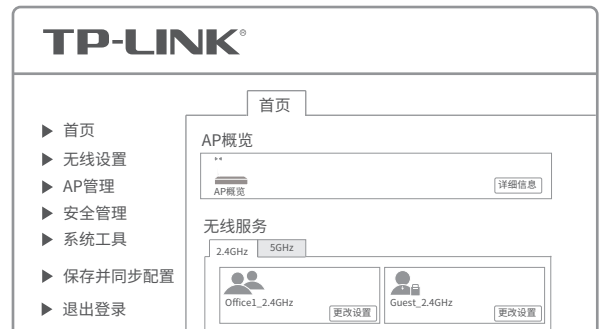 TP-LINK®
首页
首页
无线设置
AP管理
安全管理
系统工具
保存并同步配置
退出登录
AP概览
AP概览
详细信息
无线服务
2.4GHz
5GHz
Office1_2.4GHz
更改设置
Guest_2.4GHz
更改设置